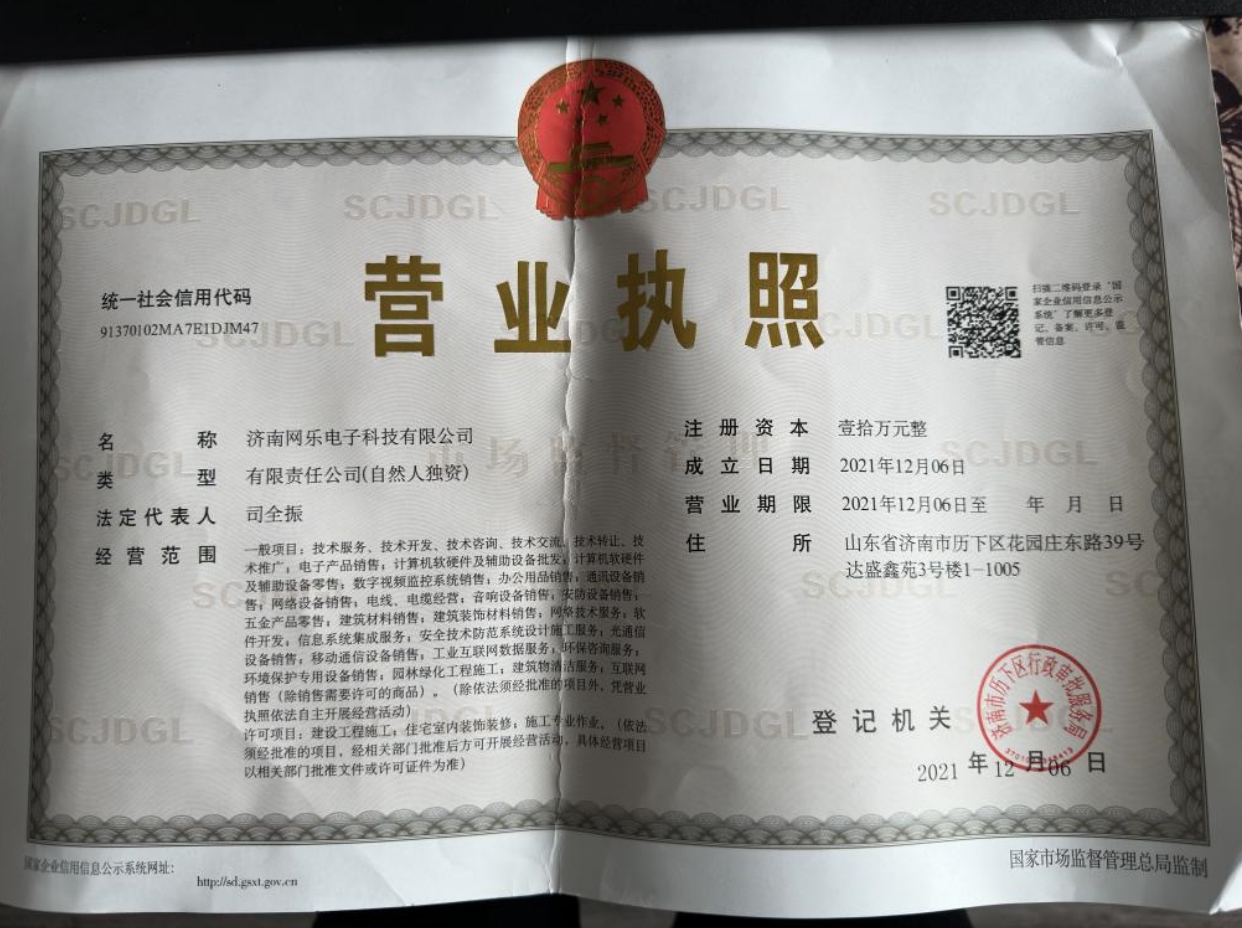 营业执照
统一社会信用代码
91370102MA7E1DJM47
扫描二维码登录“国
家企业信用信息公示
系统”了解更多登
记、备案、许可、监
管信息
名称 济南网乐电子科技有限公司
类型 有限责任公司(自然人独资)
法定代表人 司全振
经营范围 一般项目：技术服务、技术开发、技术咨询、技术交流、技术转让、技
术推广；电子产品销售；计算机软硬件及辅助设备批发；计算机软硬件
及辅助设备零售；数字视频监控系统销售；办公用品销售；通讯设备销
售；网络设备销售；电线、电缆经营；音响设备销售；安防设备销售；
五金产品零售；建筑材料销售；建筑装饰材料销售；网络技术服务；软
件开发；信息系统集成服务；安全技术防范系统设计施工服务；光通信
设备销售；移动通信设备销售；工业互联网数据服务；环保咨询服务；
环境保护专用设备销售；园林绿化工程施工；建筑物清洁服务；互联网
销售（除销售需要许可的商品）。（除依法须经批准的项目外，凭营业
执照依法自主开展经营活动）
许可项目：建设工程施工；住宅室内装饰装修；施工专业作业。（依法
须经批准的项目，经相关部门批准后方可开展经营活动，具体经营项目
以相关部门批准文件或许可证件为准）
注册资本 壹拾万元整
成立日期 2021年12月06日
营业期限 2021年12月06日至 年 月 日
住所 山东省济南市历下区花园庄东路39号
达盛鑫苑3号楼1-1005
登记机关
济南市历下区行政审批服务局
2021 年 12 月 06 日
国家企业信用信息公示系统网址：
http://sd.gsxt.gov.cn
国家市场监督管理总局监制
SCJDGL
市场监督管理